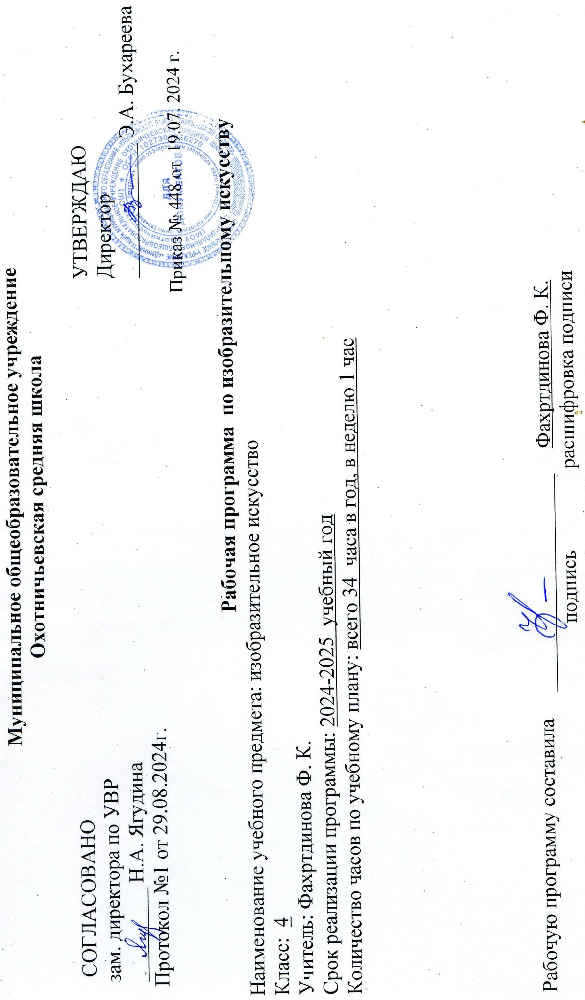 Муниципальное общеобразовательное учреждение
Охотничьевская средняя школа
СОГЛАСОВАНО
зам. директора по УВР
Н.А. Ягудина
Протокол №1 от 29.08.2024г.
УТВЕРЖДАЮ
Директор
Э.А. Бухареева
Приказ № 448 от 19.07. 2024 г.
ДЛЯ
ДОКУМЕНТОВ
Рабочая программа по изобразительному искусству
Наименование учебного предмета: изобразительное искусство
Класс: 4
Учитель: Фахртдинова Ф. К.
Срок реализации программы: 2024-2025 учебный год
Количество часов по учебному плану: всего 34 часа в год, в неделю 1 час
Рабочую программу составила Фахртдинова Ф. К.
подпись расшифровка подписи